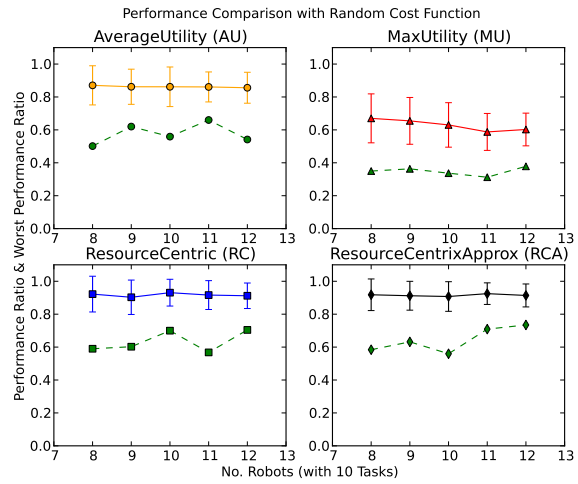 Performance Comparison with Random Cost Function
AverageUtility (AU)
MaxUtility (MU)
1.0
0.8
0.6
0.4
0.2
0.0
7 8 9 10 11 12 13
1.0
0.8
0.6
0.4
0.2
0.0
7 8 9 10 11 12 13
Performance Ratio & Worst Performance Ratio
ResourceCentric (RC)
ResourceCentrixApprox (RCA)
1.0
0.8
0.6
0.4
0.2
0.0
7 8 9 10 11 12 13
1.0
0.8
0.6
0.4
0.2
0.0
7 8 9 10 11 12 13
No. Robots (with 10 Tasks)